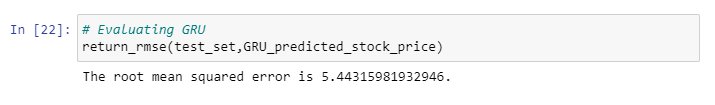 In [22]: # Evaluating GRU
return_rmse(test_set,GRU_predicted_stock_price)
The root mean squared error is 5.44315981932946.